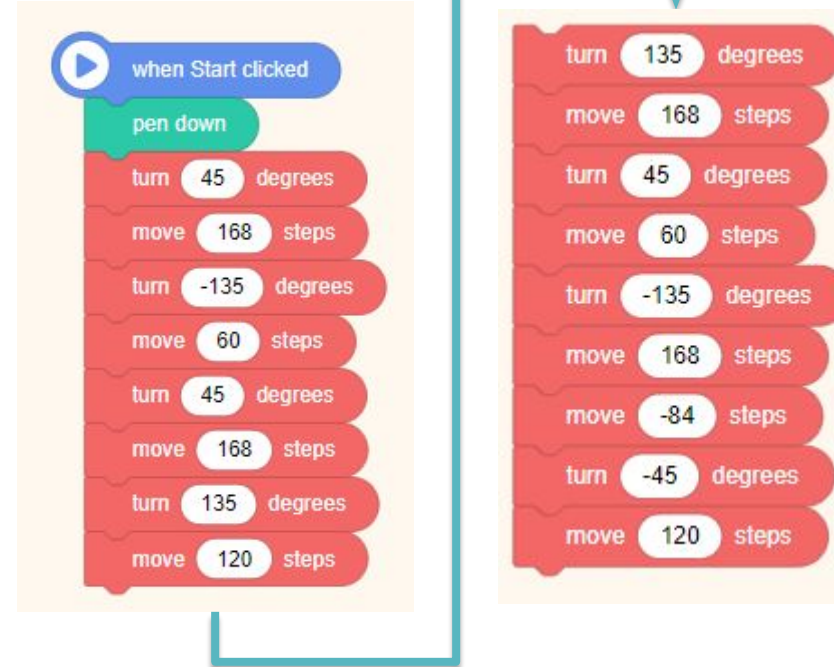 when Start clicked
pen down
turn 45 degrees
move 168 steps
turn -135 degrees
move 60 steps
turn 45 degrees
move 168 steps
turn 135 degrees
move 120 steps
turn 135 degrees
move 168 steps
turn 45 degrees
move 60 steps
turn -135 degrees
move 168 steps
move -84 steps
turn -45 degrees
move 120 steps